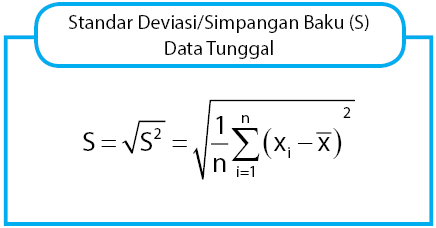 Standar Deviasi/Simpangan Baku (S)
Data Tunggal
S = √S² = √(1/n ∑ᵢ₌₁ⁿ (xᵢ − x̅)²)